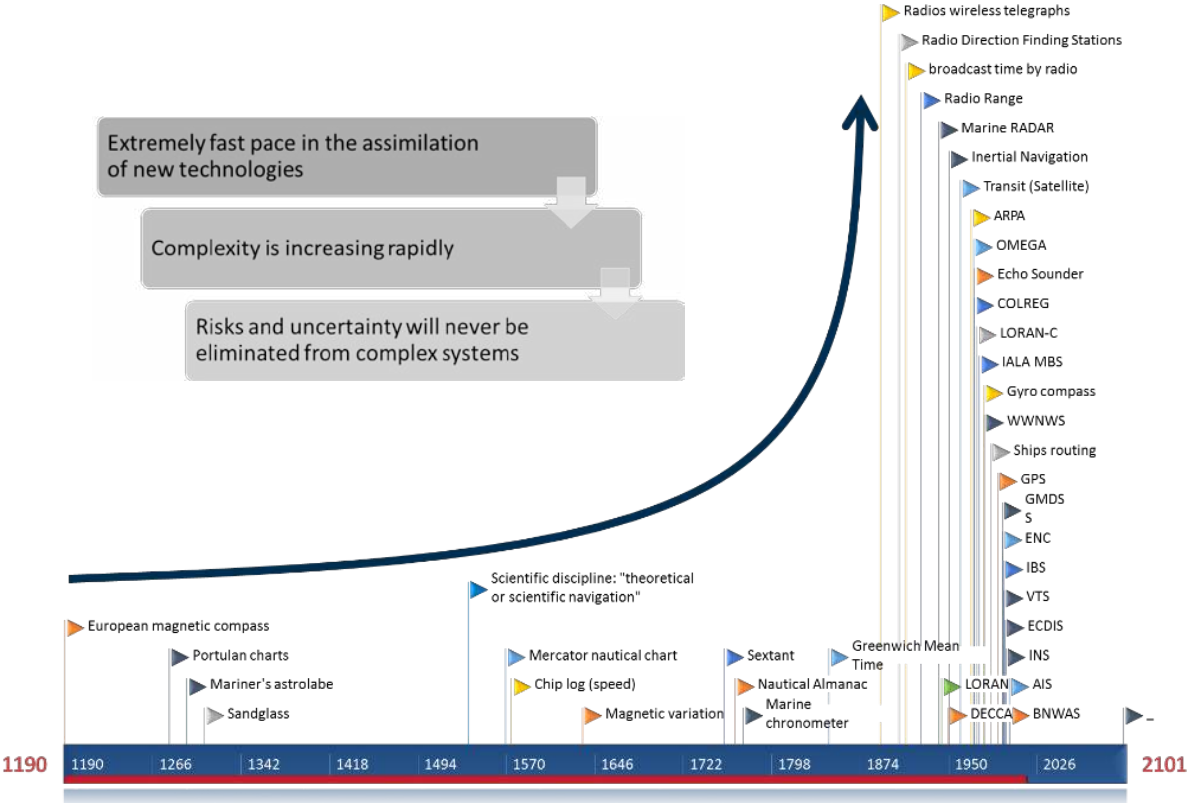 Radios wireless telegraphs
Radio Direction Finding Stations
broadcast time by radio
Radio Range
Marine RADAR
Inertial Navigation
Transit (Satellite)
ARPA
OMEGA
Echo Sounder
COLREG
LORAN-C
IALA MBS
Gyro compass
WWNWS
Ships routing
GPS
GMDS
S
ENC
IBS
VTS
ECDIS
INS
AIS
BNWAS
Extremely fast pace in the assimilation
of new technologies
Complexity is increasing rapidly
Risks and uncertainty will never be
eliminated from complex systems
Scientific discipline: "theoretical
or scientific navigation"
European magnetic compass
Portulan charts
Mariner's astrolabe
Sandglass
Mercator nautical chart
Chip log (speed)
Magnetic variation
Sextant
Nautical Almanac
Marine
chronometer
Greenwich Mean
Time
LORAN
DECCA
_
1190
1190 1266 1342 1418 1494 1570 1646 1722 1798 1874 1950 2026
2101